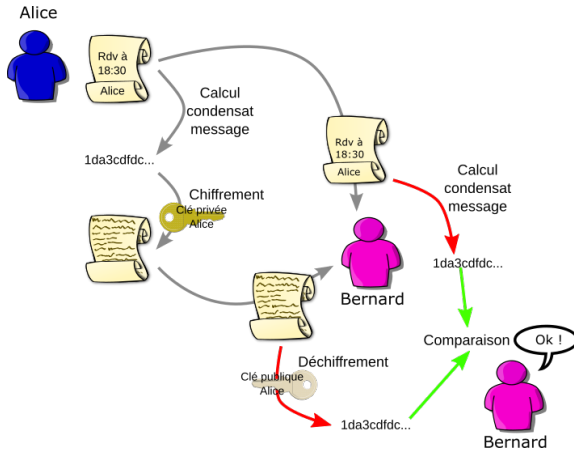 Alice
Rdv à
18:30
Alice
Calcul
condensat
message
1da3cdfdc...
Chiffrement
Clé privée
Alice
Rdv à
18:30
Alice
Calcul
condensat
message
1da3cdfdc...
Bernard
Comparaison
Ok !
Déchiffrement
Clé publique
Alice
1da3cdfdc...
Bernard